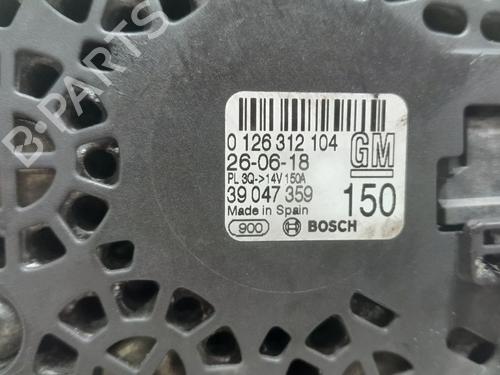 B-PARTS
0 126 312 104
26-06-18
GM
PL 3Q->14V 150A
39 047 359
150
Made in Spain
900 BOSCH